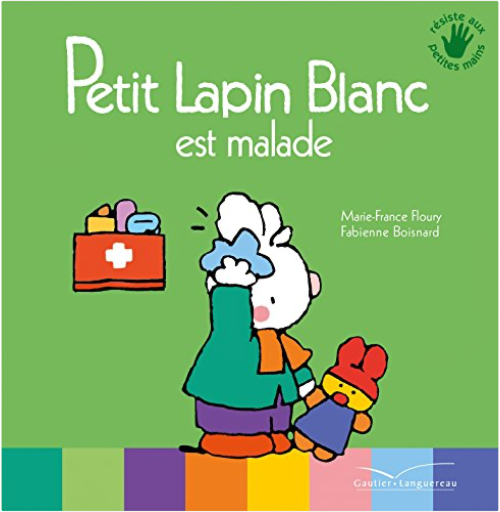 résiste aux
petites mains
Petit Lapin Blanc
est malade
Marie-France Floury
Fabienne Boisnard
Gautier-Languereau